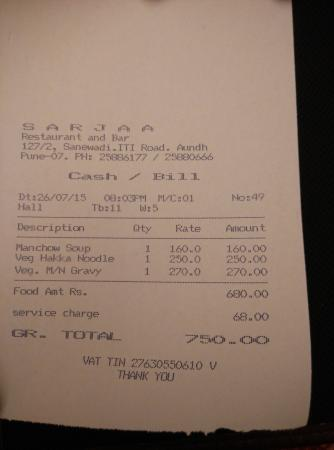 SARJAA
Restaurant and Bar
127/2, Sanewadi.ITI Road. Aundh
Pune-07. PH: 25886177 / 25880666
Cash / Bill
Dt:26/07/15 08:03PM M/C:01 No:49
Hall Tb:11 W:5
Description Qty Rate Amount
Manchow Soup 1 160.0 160.00
Veg Hakka Noodle 1 250.0 250.00
Veg. M/N Gravy 1 270.0 270.00
Food Amt Rs. 680.00
service charge 68.00
GR. TOTAL 750.00
VAT TIN 27630550610 V
THANK YOU